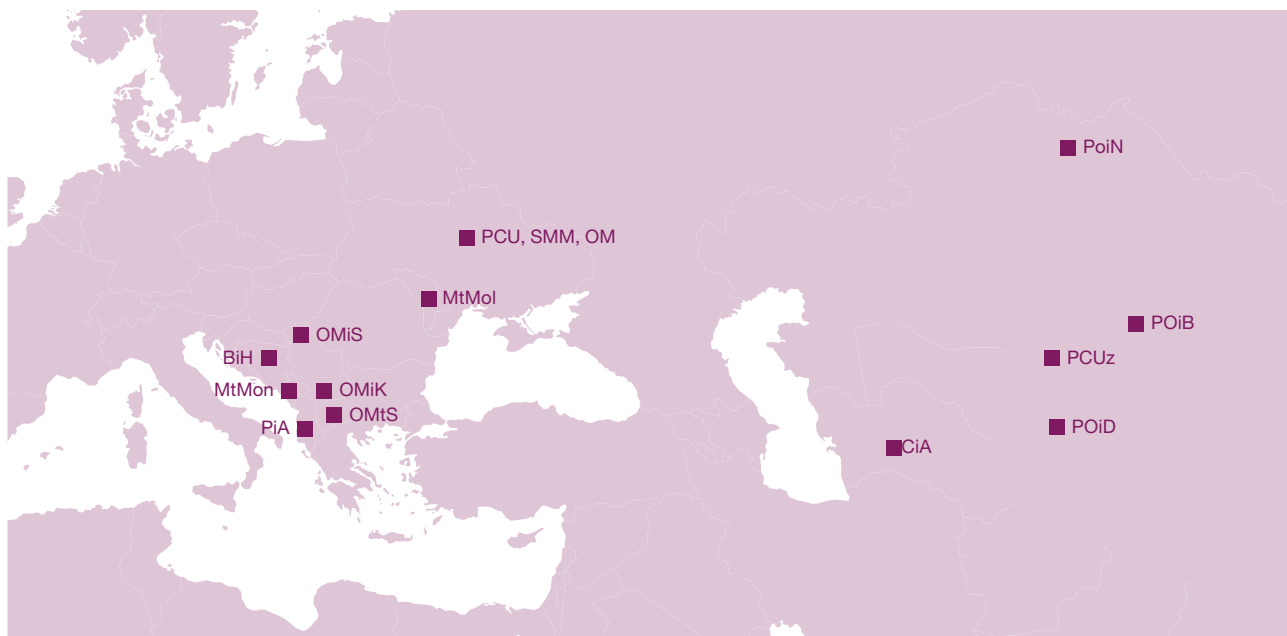 PoiN
PCU, SMM, OM
MtMol
POiB
OMiS
BiH
PCUz
MtMon
OMiK
OMtS
PiA
POiD
CiA